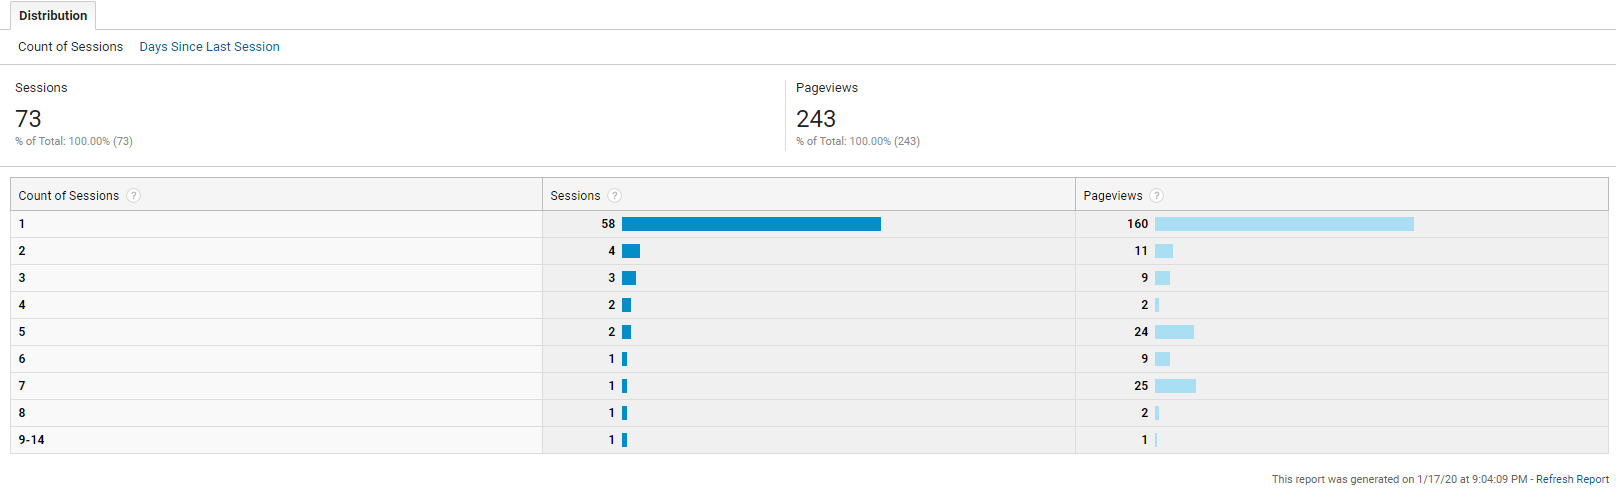 Distribution
Count of Sessions Days Since Last Session
Sessions Pageviews
73 243
% of Total: 100.00% (73) % of Total: 100.00% (243)
Count of Sessions ? Sessions ? Pageviews ?
1 58 160
2 4 11
3 3 9
4 2 2
5 2 24
6 1 9
7 1 25
8 1 2
9-14 1 1
This report was generated on 1/17/20 at 9:04:09 PM - Refresh Report